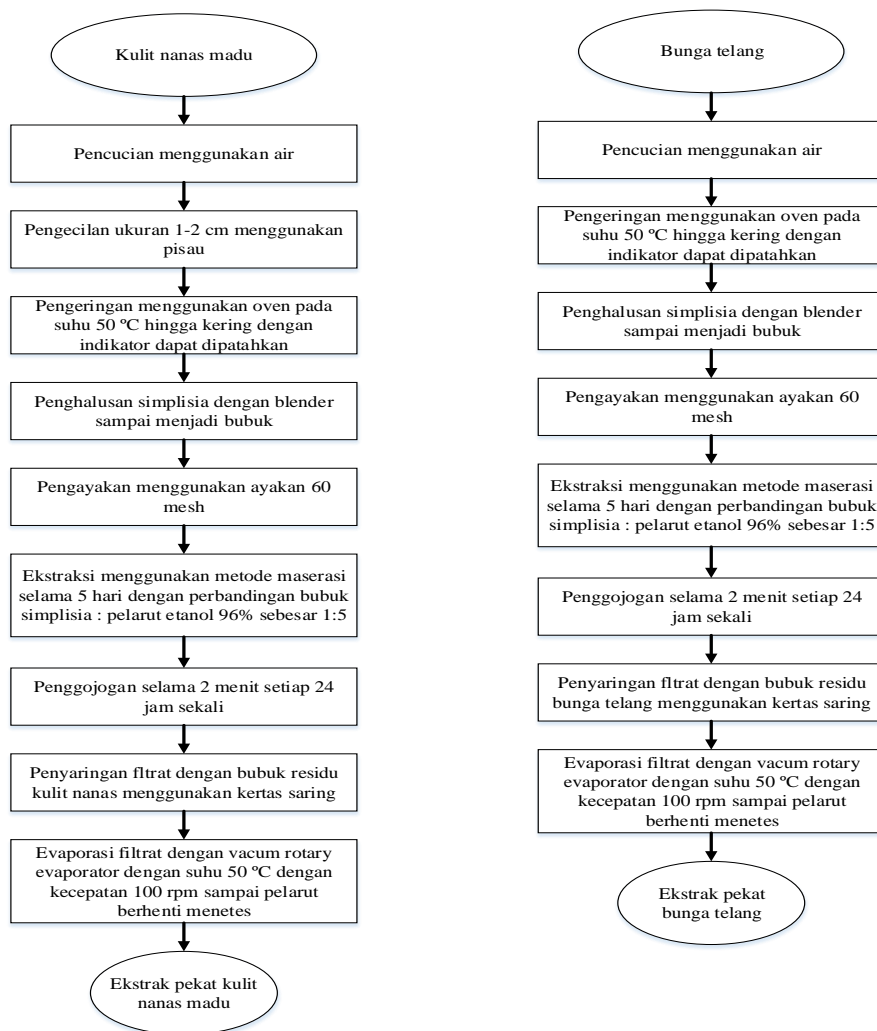 Kulit nanas madu
Pencucian menggunakan air
Pengecilan ukuran 1-2 cm menggunakan
pisau
Pengeringan menggunakan oven pada
suhu 50 ºC hingga kering dengan
indikator dapat dipatahkan
Penghalusan simplisia dengan blender
sampai menjadi bubuk
Pengayakan menggunakan ayakan 60
mesh
Ekstraksi menggunakan metode maserasi
selama 5 hari dengan perbandingan bubuk
simplisia : pelarut etanol 96% sebesar 1:5
Penggojogan selama 2 menit setiap 24
jam sekali
Penyaringan fltrat dengan bubuk residu
kulit nanas menggunakan kertas saring
Evaporasi filtrat dengan vacum rotary
evaporator dengan suhu 50 ºC dengan
kecepatan 100 rpm sampai pelarut
berhenti menetes
Ekstrak pekat kulit
nanas madu
Bunga telang
Pencucian menggunakan air
Pengeringan menggunakan oven pada
suhu 50 ºC hingga kering dengan
indikator dapat dipatahkan
Penghalusan simplisia dengan blender
sampai menjadi bubuk
Pengayakan menggunakan ayakan 60
mesh
Ekstraksi menggunakan metode maserasi
selama 5 hari dengan perbandingan bubuk
simplisia : pelarut etanol 96% sebesar 1:5
Penggojogan selama 2 menit setiap 24
jam sekali
Penyaringan fltrat dengan bubuk residu
bunga telang menggunakan kertas saring
Evaporasi filtrat dengan vacum rotary
evaporator dengan suhu 50 ºC dengan
kecepatan 100 rpm sampai pelarut
berhenti menetes
Ekstrak pekat
bunga telang